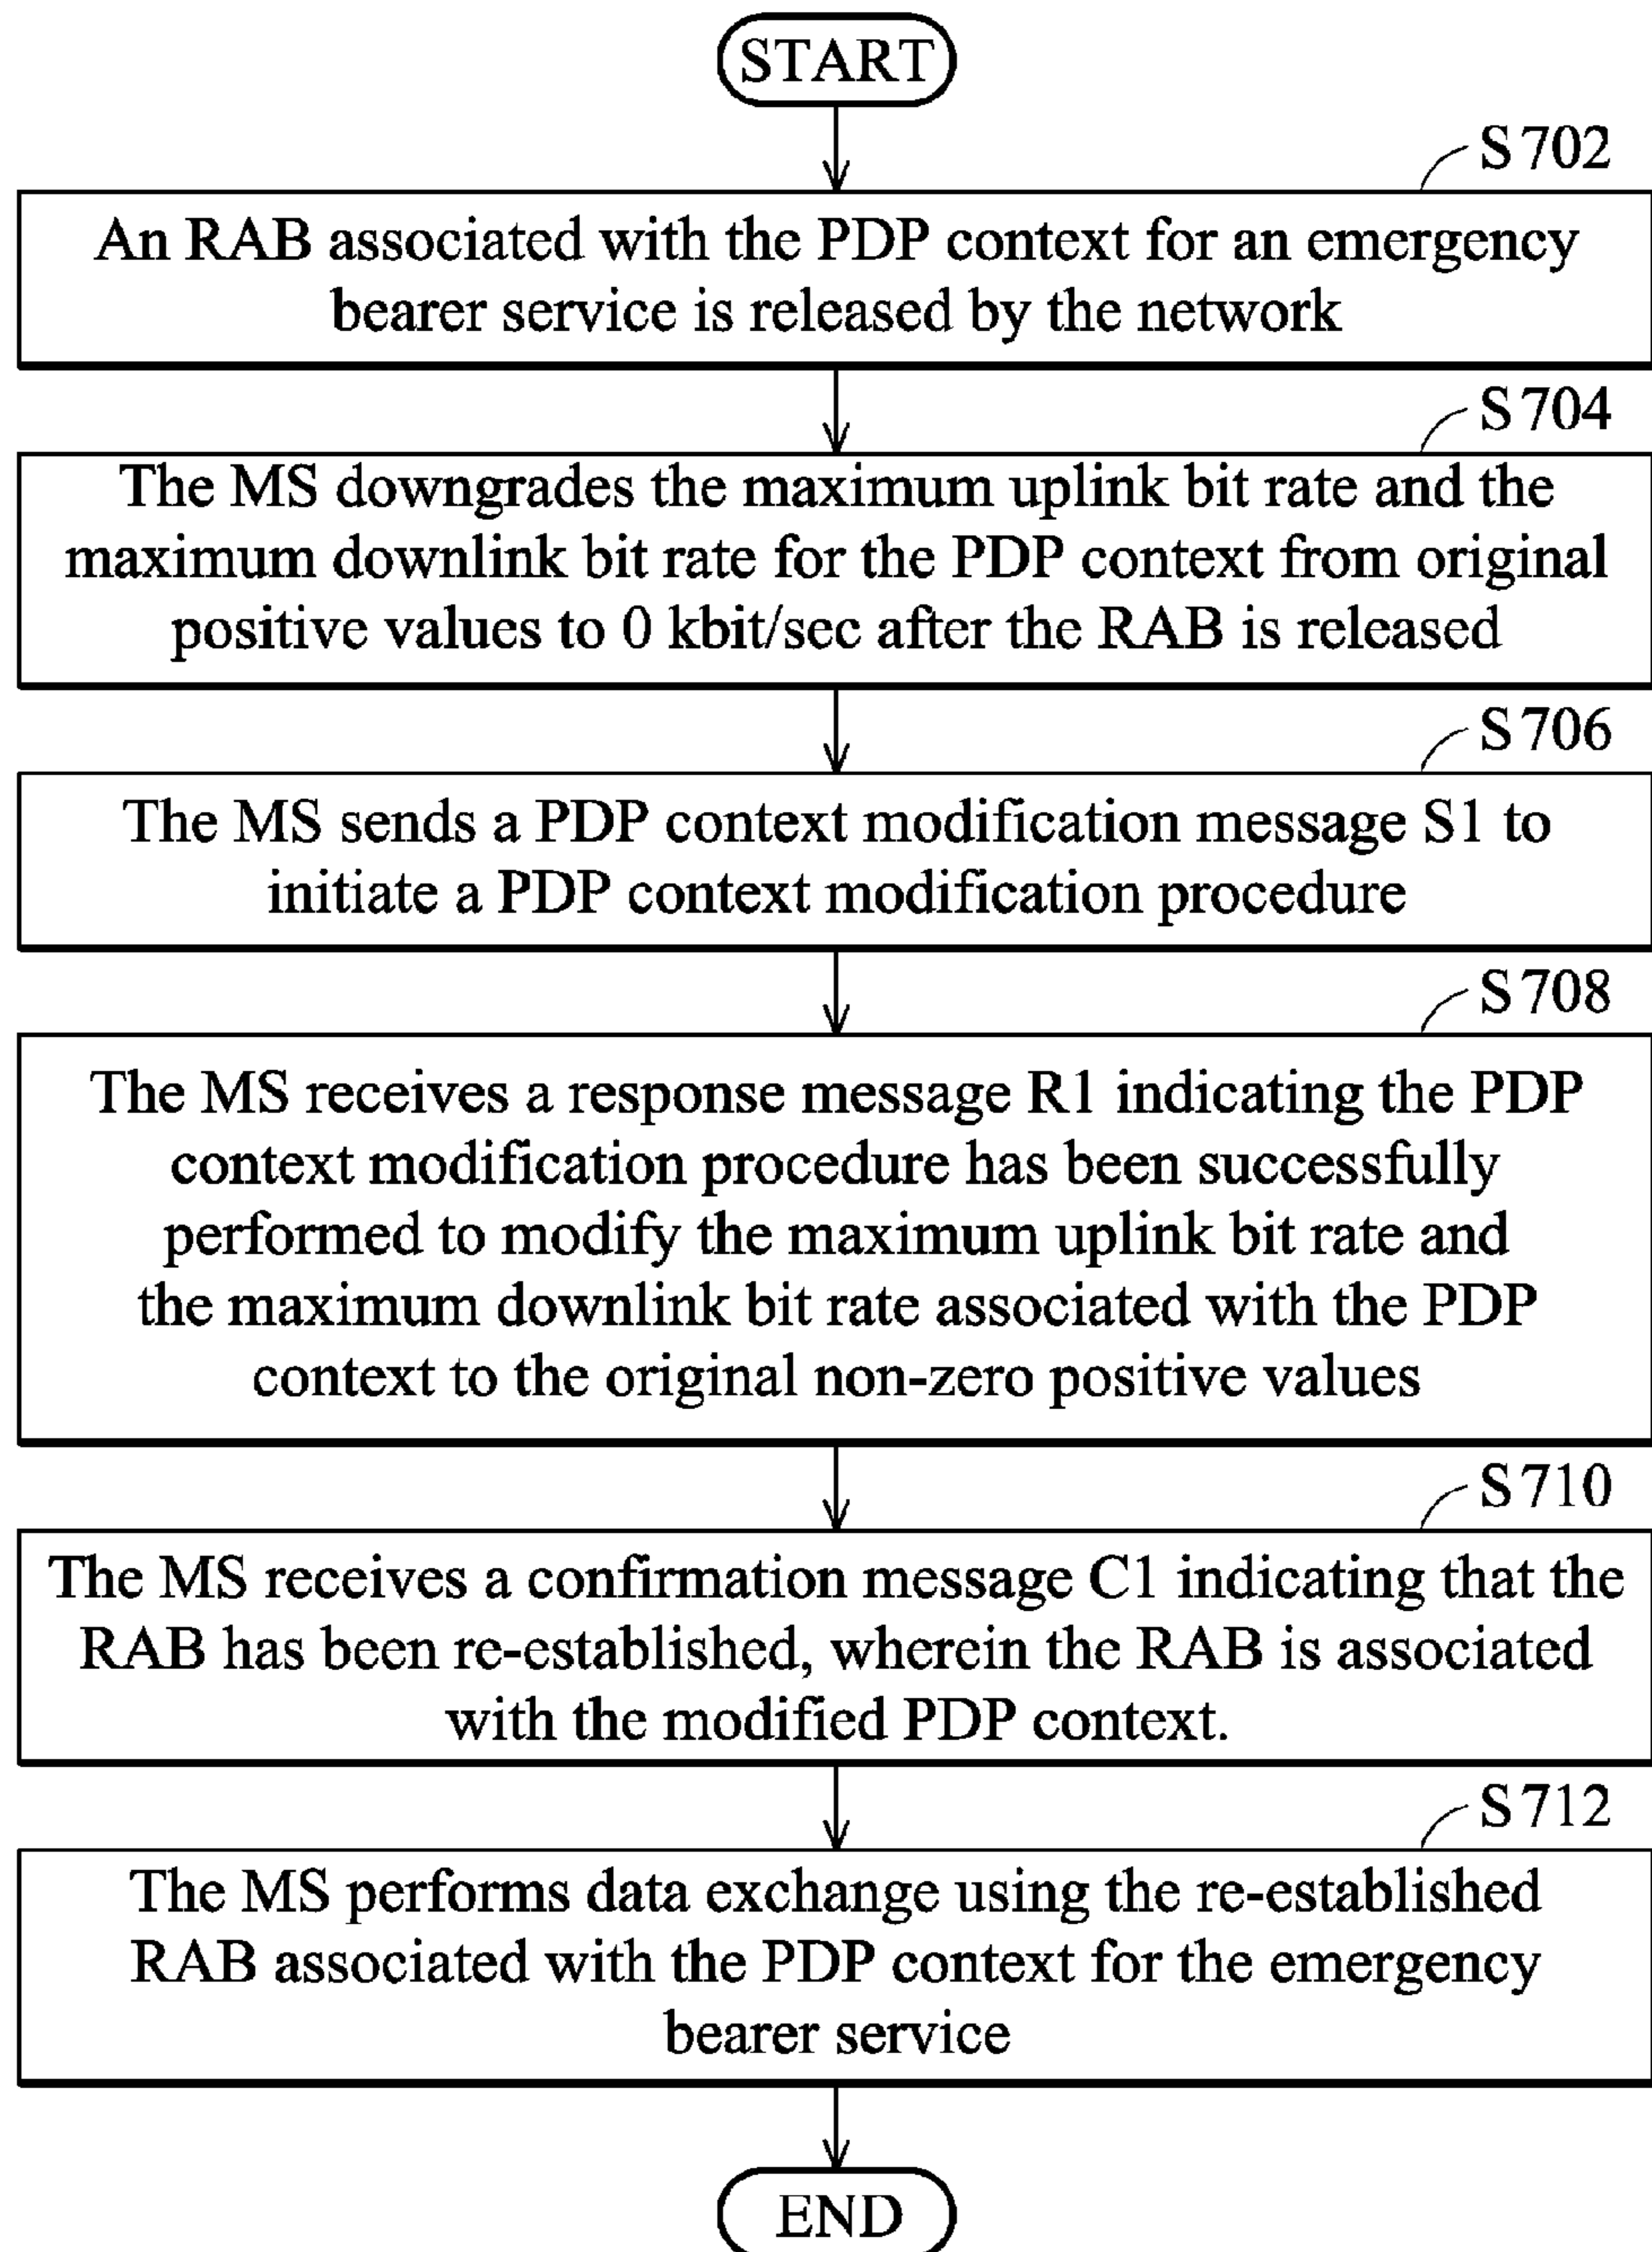 START
S702
An RAB associated with the PDP context for an emergency
bearer service is released by the network
S704
The MS downgrades the maximum uplink bit rate and the
maximum downlink bit rate for the PDP context from original
positive values to 0 kbit/sec after the RAB is released
S706
The MS sends a PDP context modification message S1 to
initiate a PDP context modification procedure
S708
The MS receives a response message R1 indicating the PDP
context modification procedure has been successfully
performed to modify the maximum uplink bit rate and
the maximum downlink bit rate associated with the PDP
context to the original non-zero positive values
S710
The MS receives a confirmation message C1 indicating that the
RAB has been re-established, wherein the RAB is associated
with the modified PDP context.
S712
The MS performs data exchange using the re-established
RAB associated with the PDP context for the emergency
bearer service
END